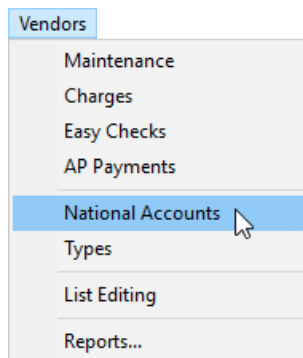 Vendors
Maintenance
Charges
Easy Checks
AP Payments
National Accounts
Types
List Editing
Reports...